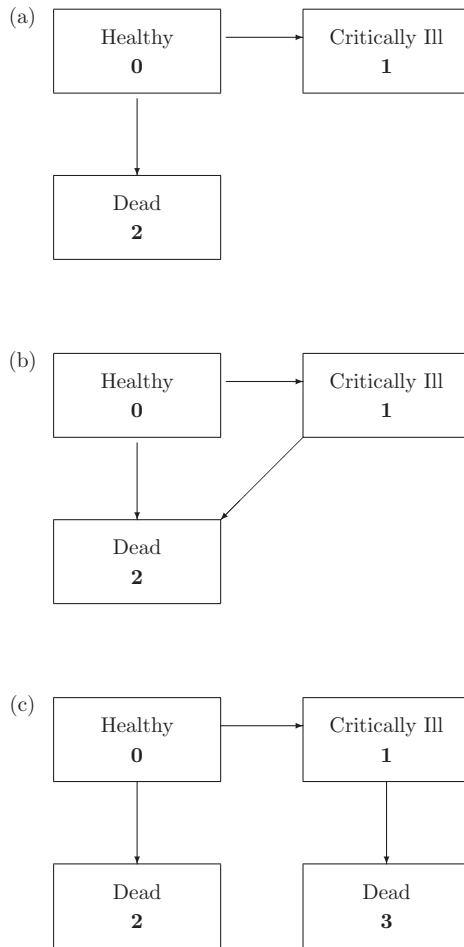 (a)
Healthy
0
Critically Ill
1
Dead
2
(b)
Healthy
0
Critically Ill
1
Dead
2
(c)
Healthy
0
Critically Ill
1
Dead
2
Dead
3